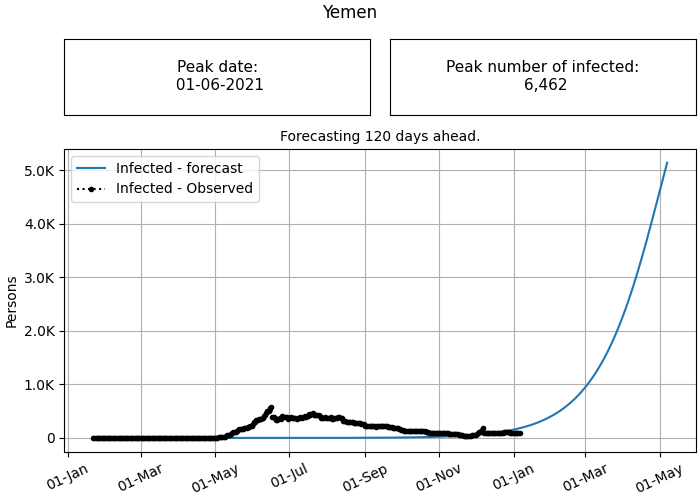 Yemen
Peak date:
01-06-2021
Peak number of infected:
6,462
Forecasting 120 days ahead.
Infected - forecast
Infected - Observed
Persons
5.0K
4.0K
3.0K
2.0K
1.0K
0
01-Jan
01-Mar
01-May
01-Jul
01-Sep
01-Nov
01-Jan
01-Mar
01-May